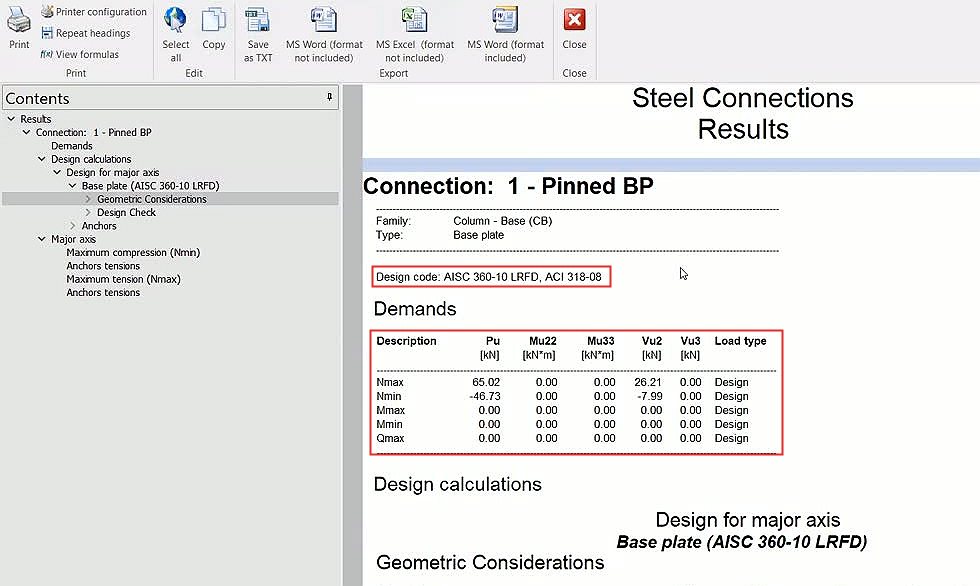 Printer configuration
Repeat headings
f(x) View formulas
Print
Print
Select all
Copy
Edit
Save as TXT
MS Word (format not included)
MS Excel (format not included)
MS Word (format included)
Export
Close
Close
Contents
Results
Connection: 1 - Pinned BP
Demands
Design calculations
Design for major axis
Base plate (AISC 360-10 LRFD)
Geometric Considerations
Design Check
Anchors
Major axis
Maximum compression (Nmin)
Anchors tensions
Maximum tension (Nmax)
Anchors tensions
Steel Connections
Results
Connection: 1 - Pinned BP
Family: Column - Base (CB)
Type: Base plate
Design code: AISC 360-10 LRFD, ACI 318-08
Demands
Description Pu Mu22 Mu33 Vu2 Vu3 Load type
[kN] [kN*m] [kN*m] [kN] [kN]
Nmax 65.02 0.00 0.00 26.21 0.00 Design
Nmin -46.73 0.00 0.00 -7.99 0.00 Design
Mmax 0.00 0.00 0.00 0.00 0.00 Design
Mmin 0.00 0.00 0.00 0.00 0.00 Design
Qmax 0.00 0.00 0.00 0.00 0.00 Design
Design calculations
Design for major axis
Base plate (AISC 360-10 LRFD)
Geometric Considerations